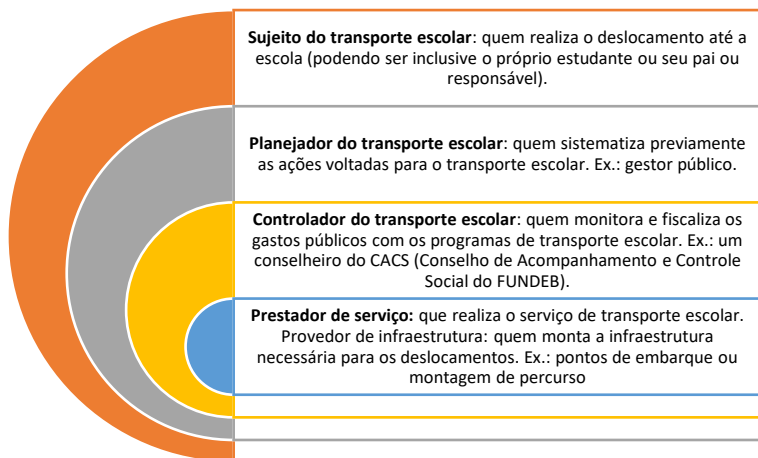 Sujeito do transporte escolar: quem realiza o deslocamento até a
escola (podendo ser inclusive o próprio estudante ou seu pai ou
responsável).
Planejador do transporte escolar: quem sistematiza previamente
as ações voltadas para o transporte escolar. Ex.: gestor público.
Controlador do transporte escolar: quem monitora e fiscaliza os
gastos públicos com os programas de transporte escolar. Ex.: um
conselheiro do CACS (Conselho de Acompanhamento e Controle
Social do FUNDEB).
Prestador de serviço: que realiza o serviço de transporte escolar.
Provedor de infraestrutura: quem monta a infraestrutura
necessária para os deslocamentos. Ex.: pontos de embarque ou
montagem de percurso